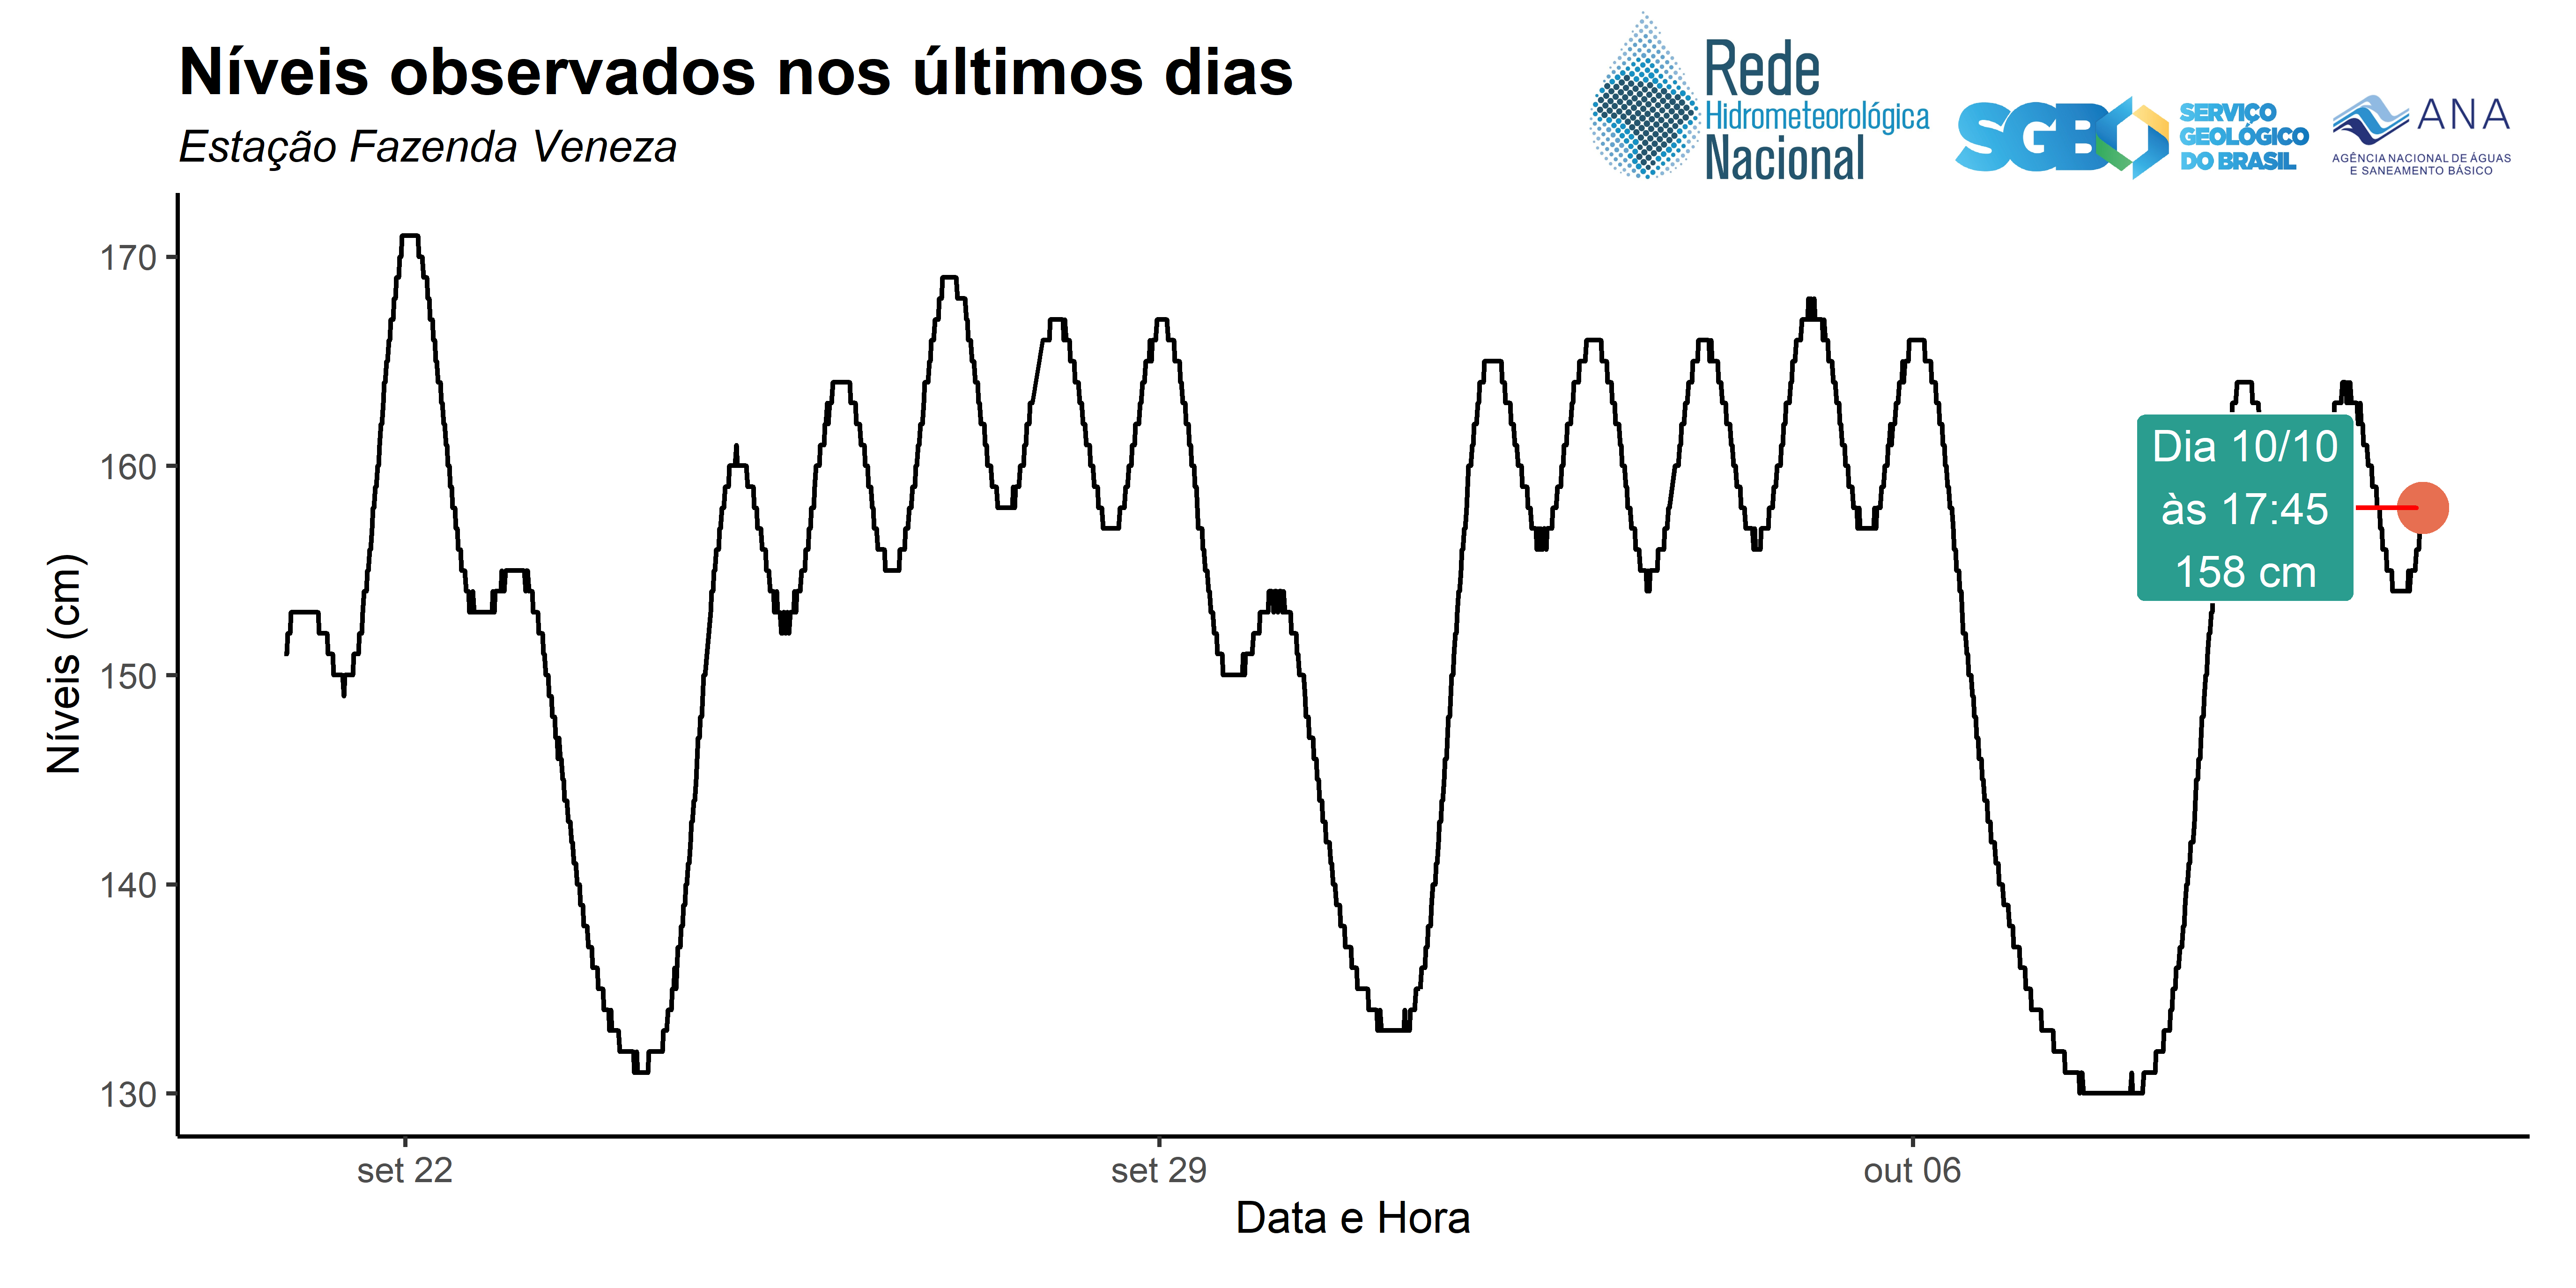 Níveis observados nos últimos dias
Estação Fazenda Veneza
Rede
Hidrometeorológica
Nacional
SGB
SERVIÇO
GEOLÓGICO
DO BRASIL
ANA
AGÊNCIA NACIONAL DE ÁGUAS
E SANEAMENTO BÁSICO
Níveis (cm)
170
160
150
140
130
Dia 10/10
às 17:45
158 cm
set 22
set 29
out 06
Data e Hora